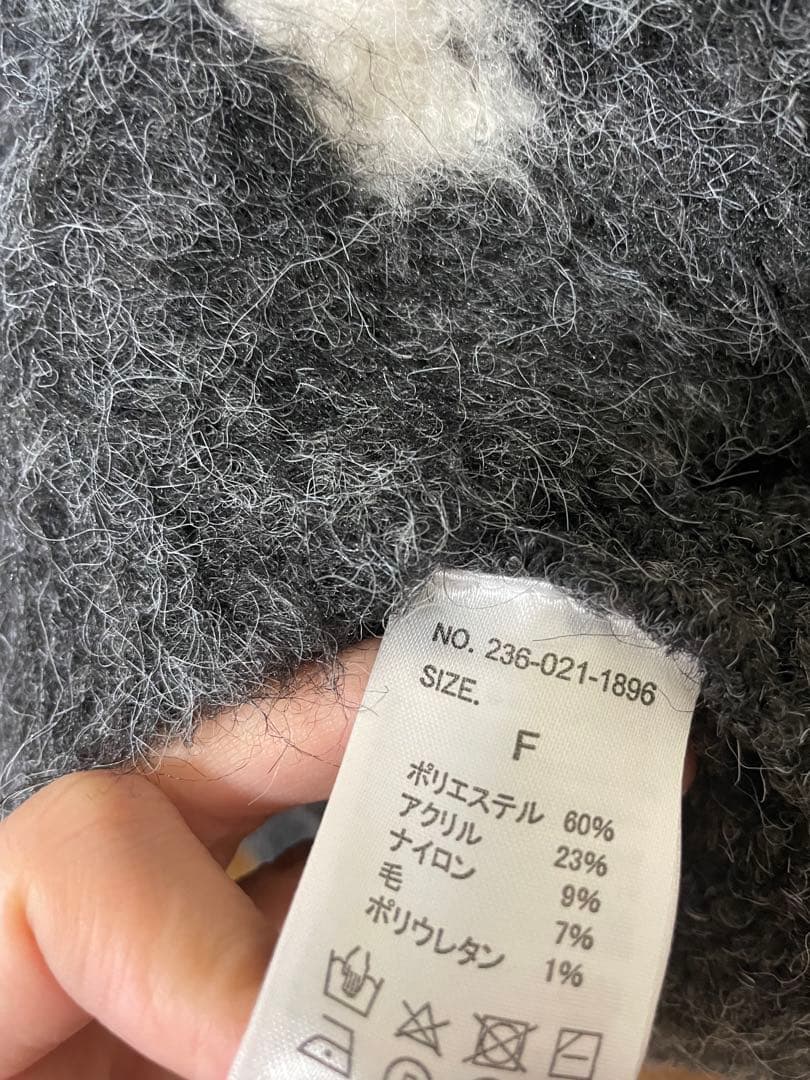 NO. 236-021-1896
SIZE.
F
ポリエステル 60%
アクリル 23%
ナイロン 9%
毛 7%
ポリウレタン 1%